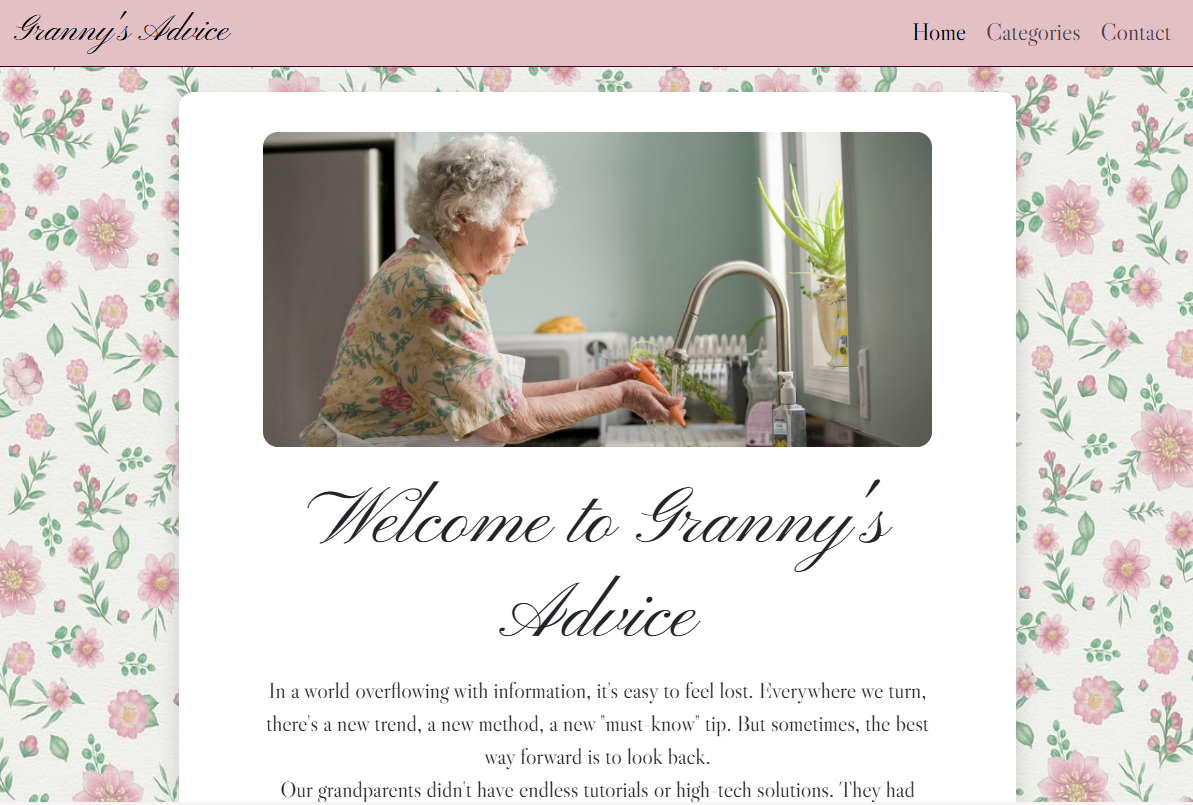 Granny's Advice
Home Categories Contact
Welcome to Granny's
Advice
In a world overflowing with information, it's easy to feel lost. Everywhere we turn,
there's a new trend, a new method, a new "must-know" tip. But sometimes, the best
way forward is to look back.
Our grandparents didn't have endless tutorials or high-tech solutions. They had